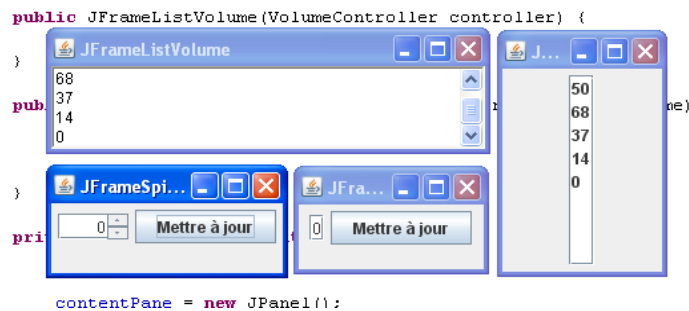 public JFrameListVolume(VolumeController controller) {
JFrameListVolume
J...
}
68
37
14
0
50
68
37
14
0
pub
me)
}
JFrameSpi...
JFra...
0
Mettre à jour
0
Mettre à jour
pri
contentPane = new JPanel();